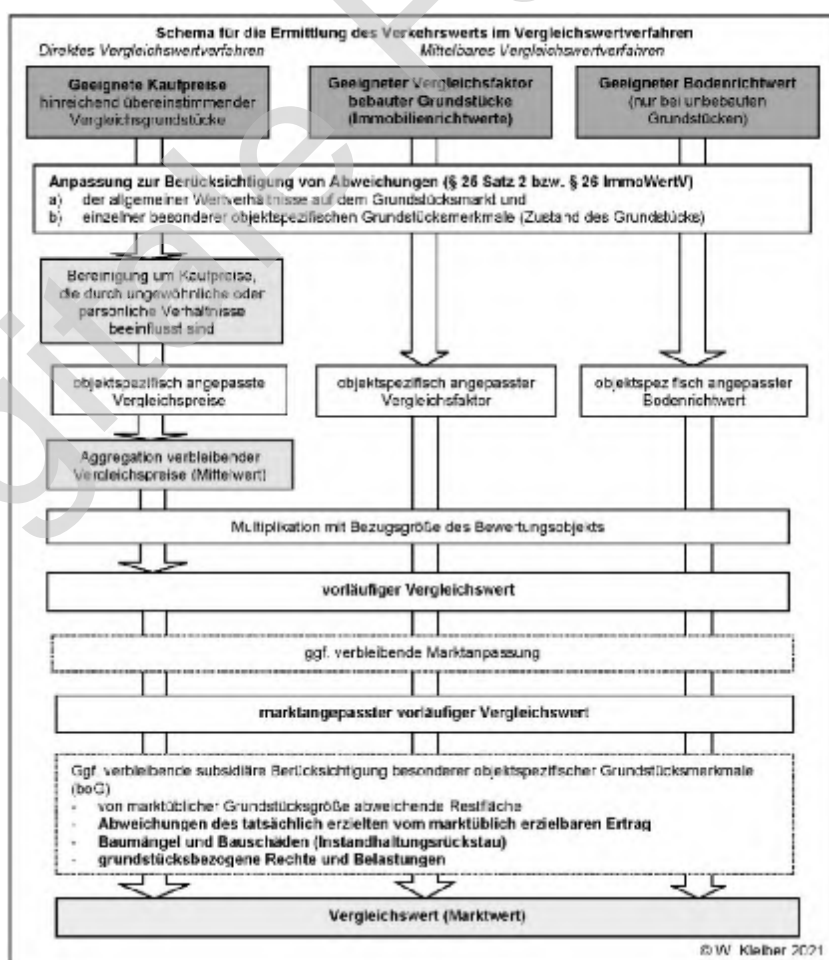 Schema für die Ermittlung des Verkehrswerts im Vergleichswertverfahren
Direktes Vergleichswertverfahren
Mittelbares Vergleichswertverfahren
Geeignete Kaufpreise
hinreichend übereinstimmender
Vergleichsgrundstücke
Geeigneter Vergleichsfaktor
bebauter Grundstücke
(Immobilienrichtwerte)
Geeigneter Bodenrichtwert
(nur bei unbebauten
Grundstücken)
Anpassung zur Berücksichtigung von Abweichungen (§ 25 Satz 2 bzw. § 26 ImmoWertV)
a) der allgemeiner Wertverhältnisse auf dem Grundstücksmarkt und
b) einzelner besonderer objektspezifischen Grundstücksmerkmale (Zustand des Grundstücks)
Bereinigung um Kaufpreise,
die durch ungewöhnliche oder
persönliche Verhältnisse
beeinflusst sind
objektspezifisch angepasste
Vergleichspreise
objektspezifisch angepasster
Vergleichsfaktor
objektspezifisch angepasster
Bodenrichtwert
Aggregation verbleibender
Vergleichspreise (Mittelwert)
Multiplikation mit Bezugsgröße des Bewertungsobjekts
vorläufiger Vergleichswert
ggf. verbleibende Marktanpassung
marktangepasster vorläufiger Vergleichswert
Ggf. verbleibende subsidiäre Berücksichtigung besonderer objektspezifischer Grundstücksmerkmale
(boG)
- von marktüblicher Grundstücksgröße abweichende Restfläche
- Abweichungen des tatsächlich erzielten vom marktüblich erzielbaren Ertrag
- Baumängel und Bauschäden (Instandhaltungsrückstau)
- grundstücksbezogene Rechte und Belastungen
Vergleichswert (Marktwert)
© W. Kleiber 2021